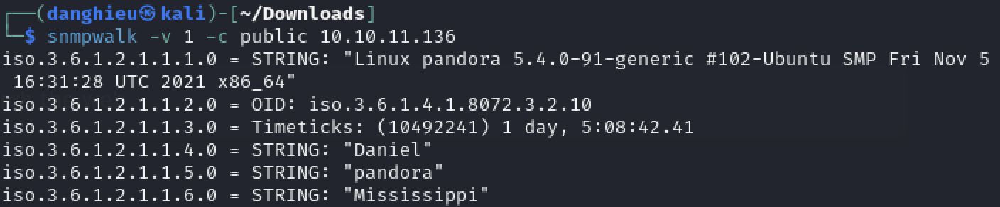 ┌──(danghieu㉿kali)-[~/Downloads]
└─$ snmpwalk -v 1 -c public 10.10.11.136
iso.3.6.1.2.1.1.1.0 = STRING: "Linux pandora 5.4.0-91-generic #102-Ubuntu SMP Fri Nov 5
 16:31:28 UTC 2021 x86_64"
iso.3.6.1.2.1.1.2.0 = OID: iso.3.6.1.4.1.8072.3.2.10
iso.3.6.1.2.1.1.3.0 = Timeticks: (10492241) 1 day, 5:08:42.41
iso.3.6.1.2.1.1.4.0 = STRING: "Daniel"
iso.3.6.1.2.1.1.5.0 = STRING: "pandora"
iso.3.6.1.2.1.1.6.0 = STRING: "Mississippi"